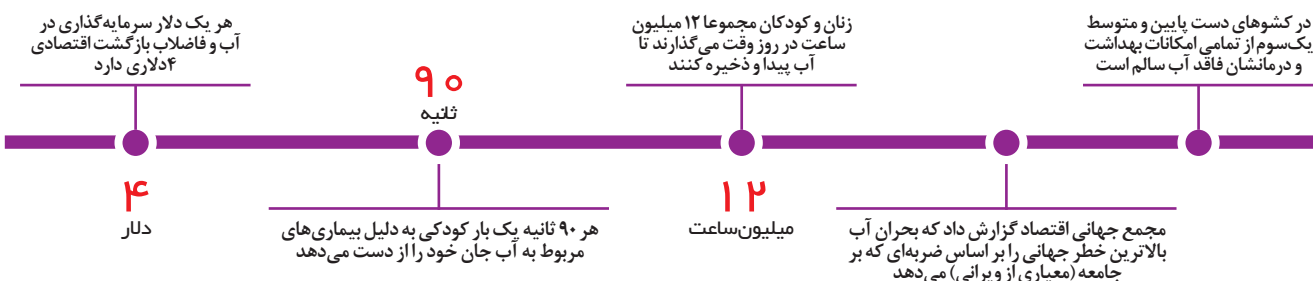 در کشوهای دست پایین و متوسط
یک‌سوم از تمامی امکانات بهداشت
و درمانشان فاقد آب سالم است
مجمع جهانی اقتصاد گزارش داد که بحران آب
بالاترین خطر جهانی را بر اساس ضربه‌ای که بر
جامعه (معیاری از ویرانی) می‌دهد
زنان و کودکان مجموعا ۱۲ میلیون
ساعت در روز وقت می‌گذارند تا
آب پیدا و ذخیره کنند
۱۲
میلیون‌ساعت
۹۰
ثانیه
هر ۹۰ ثانیه یک بار کودکی به دلیل بیماری‌های
مربوط به آب جان خود را از دست می‌دهد
هر یک دلار سرمایه‌گذاری در
آب و فاضلاب بازگشت اقتصادی
۴دلاری دارد
۴
دلار